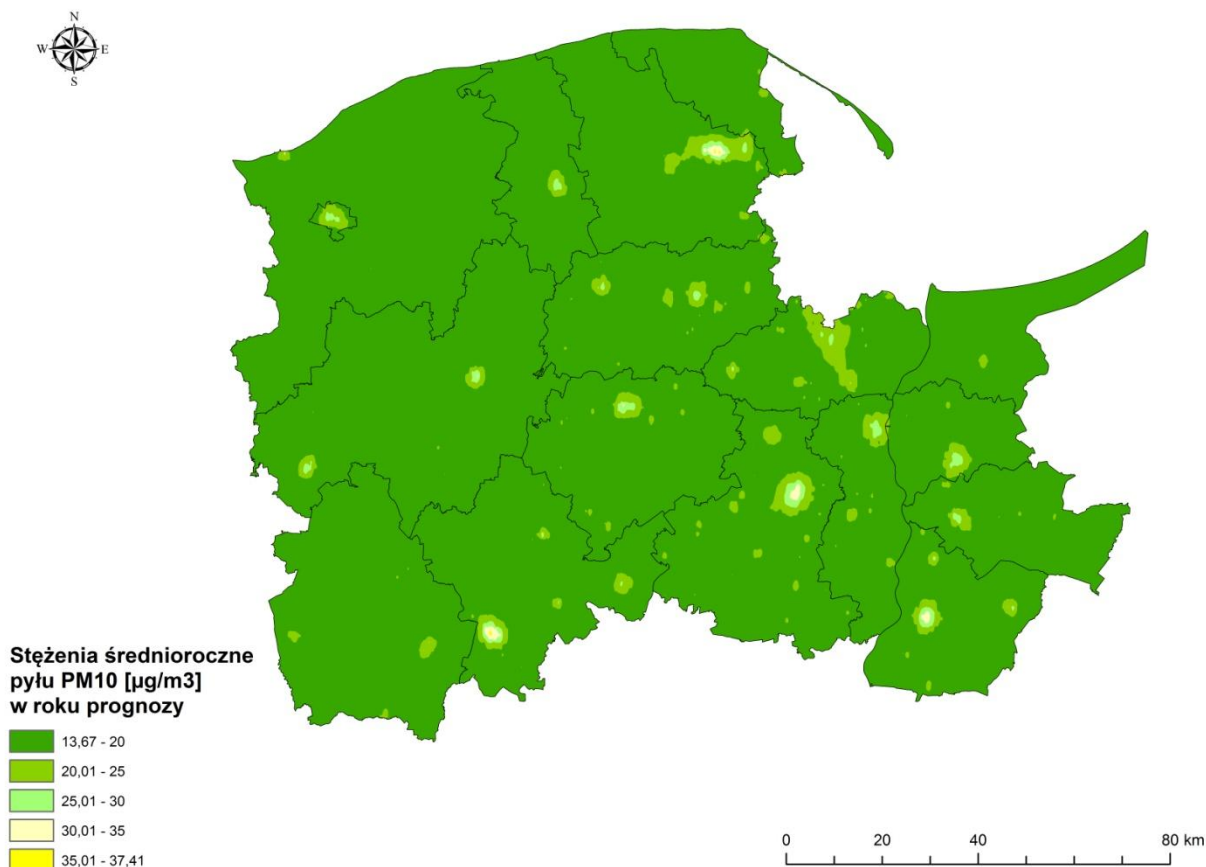 N
W E
S
Stężenia średnioroczne
pyłu PM10 [µg/m3]
w roku prognozy
13,67 - 20
20,01 - 25
25,01 - 30
30,01 - 35
35,01 - 37,41
0 20 40 80 km